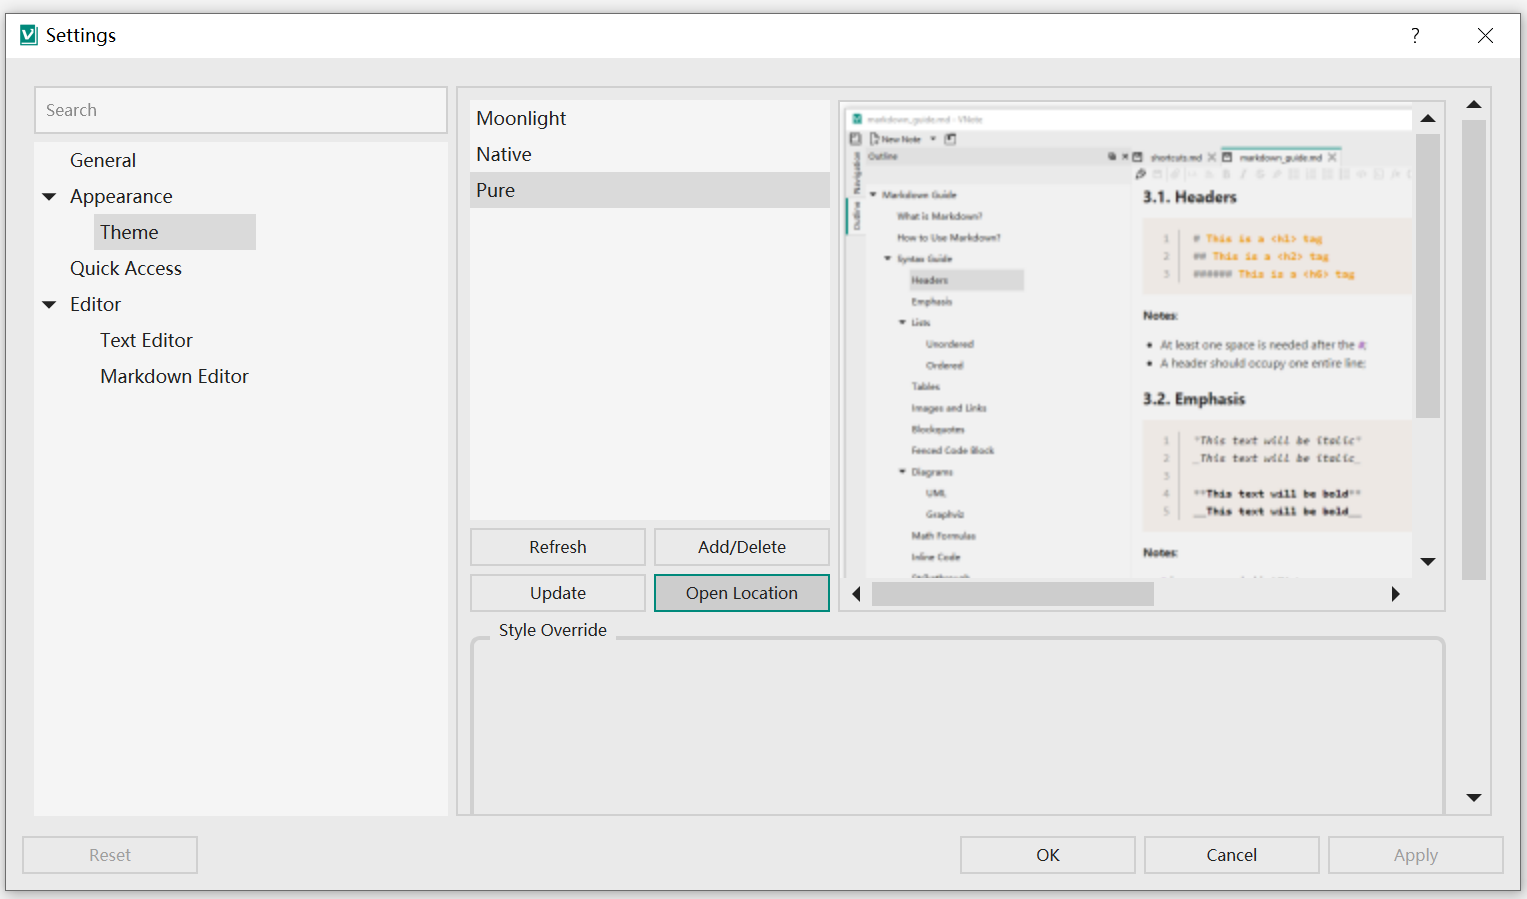 Settings
?
Search
General
Appearance
Theme
Quick Access
Editor
Text Editor
Markdown Editor
Moonlight
Native
Pure
Refresh
Add/Delete
Update
Open Location
markdown_guide.md - VNote
New Note
Outline
Navigation
Outline
Markdown Guide
What is Markdown?
How to Use Markdown?
Syntax Guide
Headers
Emphasis
Lists
Unordered
Ordered
Tables
Images and Links
Blockquotes
Fenced Code Block
Diagrams
UML
Graphviz
Math Formulas
Inline Code
shortcuts.md
markdown_guide.md
3.1. Headers
1 # This is a <h1> tag
2 ## This is a <h2> tag
3 ###### This is a <h6> tag
Notes:
• At least one space is needed after the #;
• A header should occupy one entire line;
3.2. Emphasis
1 *This text will be italic*
2 _This text will be italic_
3
4 **This text will be bold**
5 __This text will be bold__
Notes:
Style Override
Reset
OK
Cancel
Apply